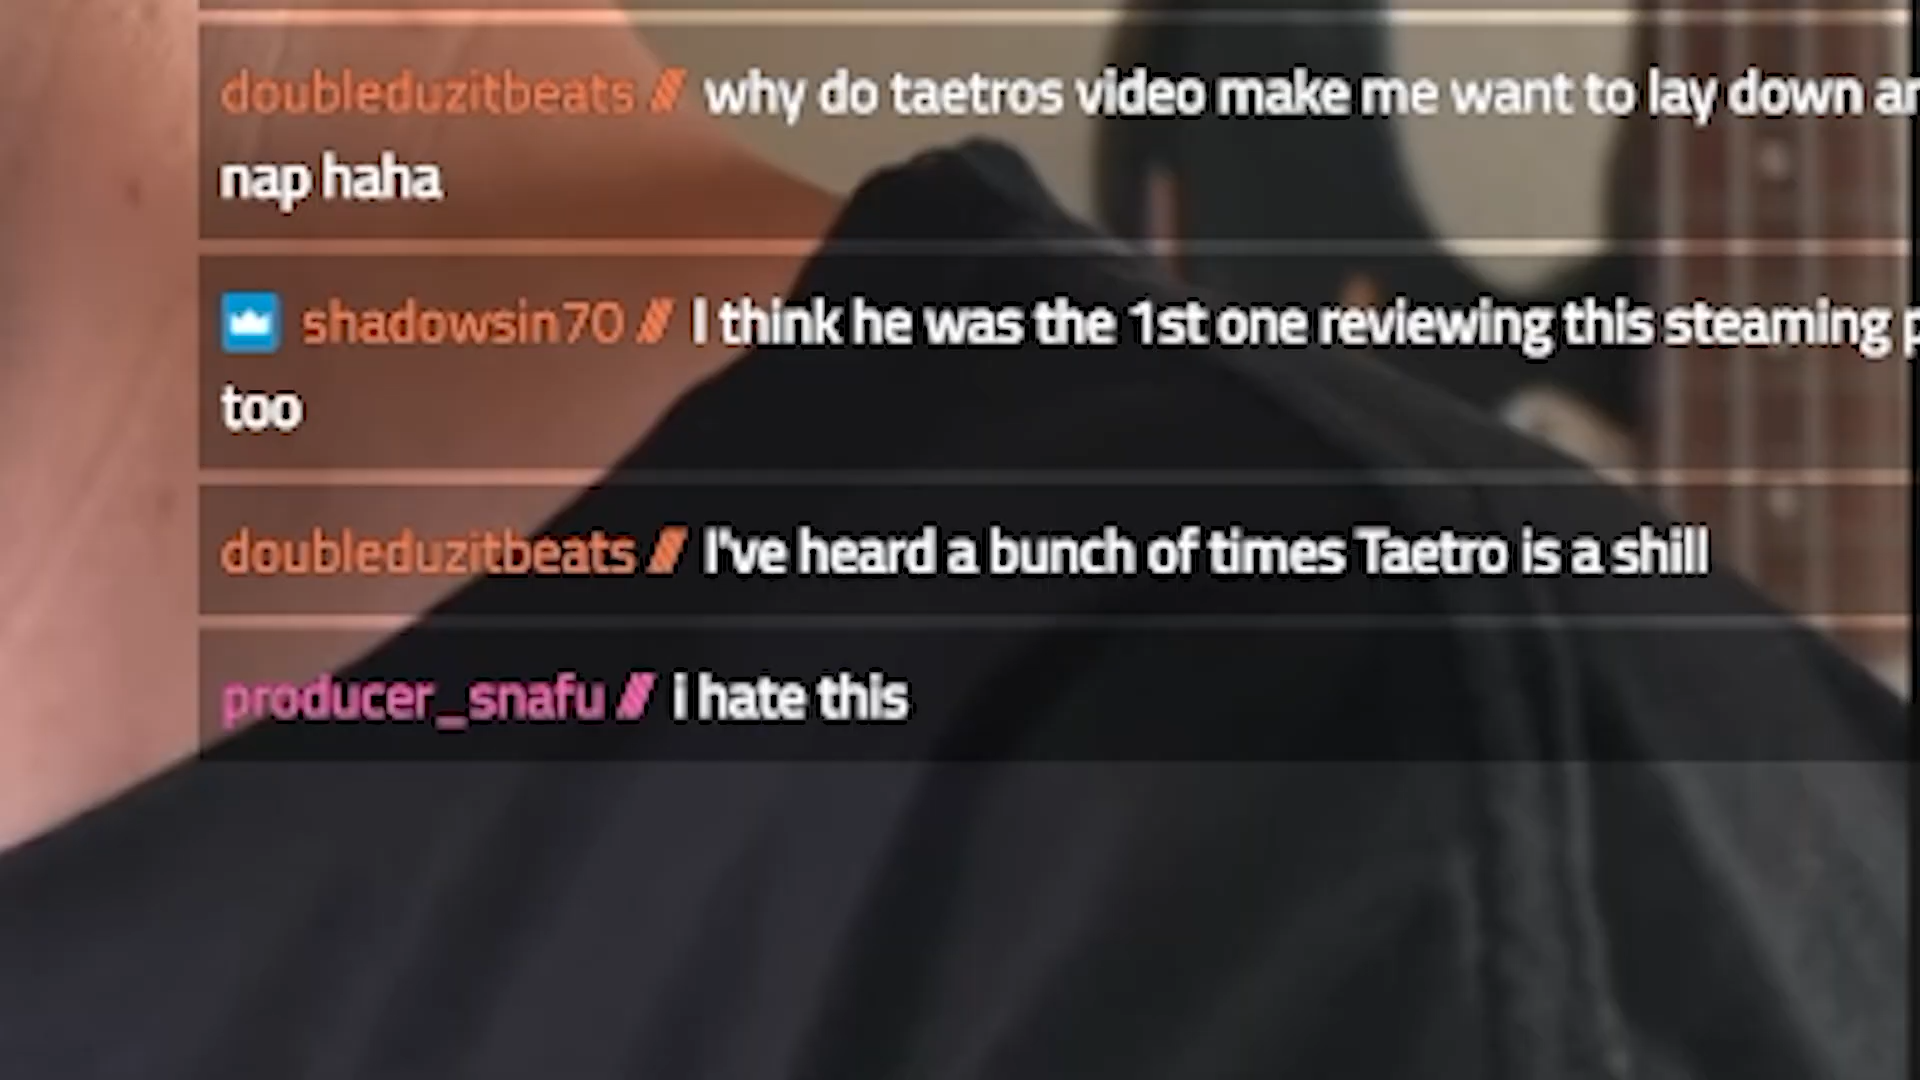 doubleduzitbeats // why do taetros video make me want to lay down
nap haha
shadowsin70 // I think he was the 1st one reviewing this steaming
too
doubleduzitbeats // I've heard a bunch of times Taetro is a shill
producer_snafu // i hate this